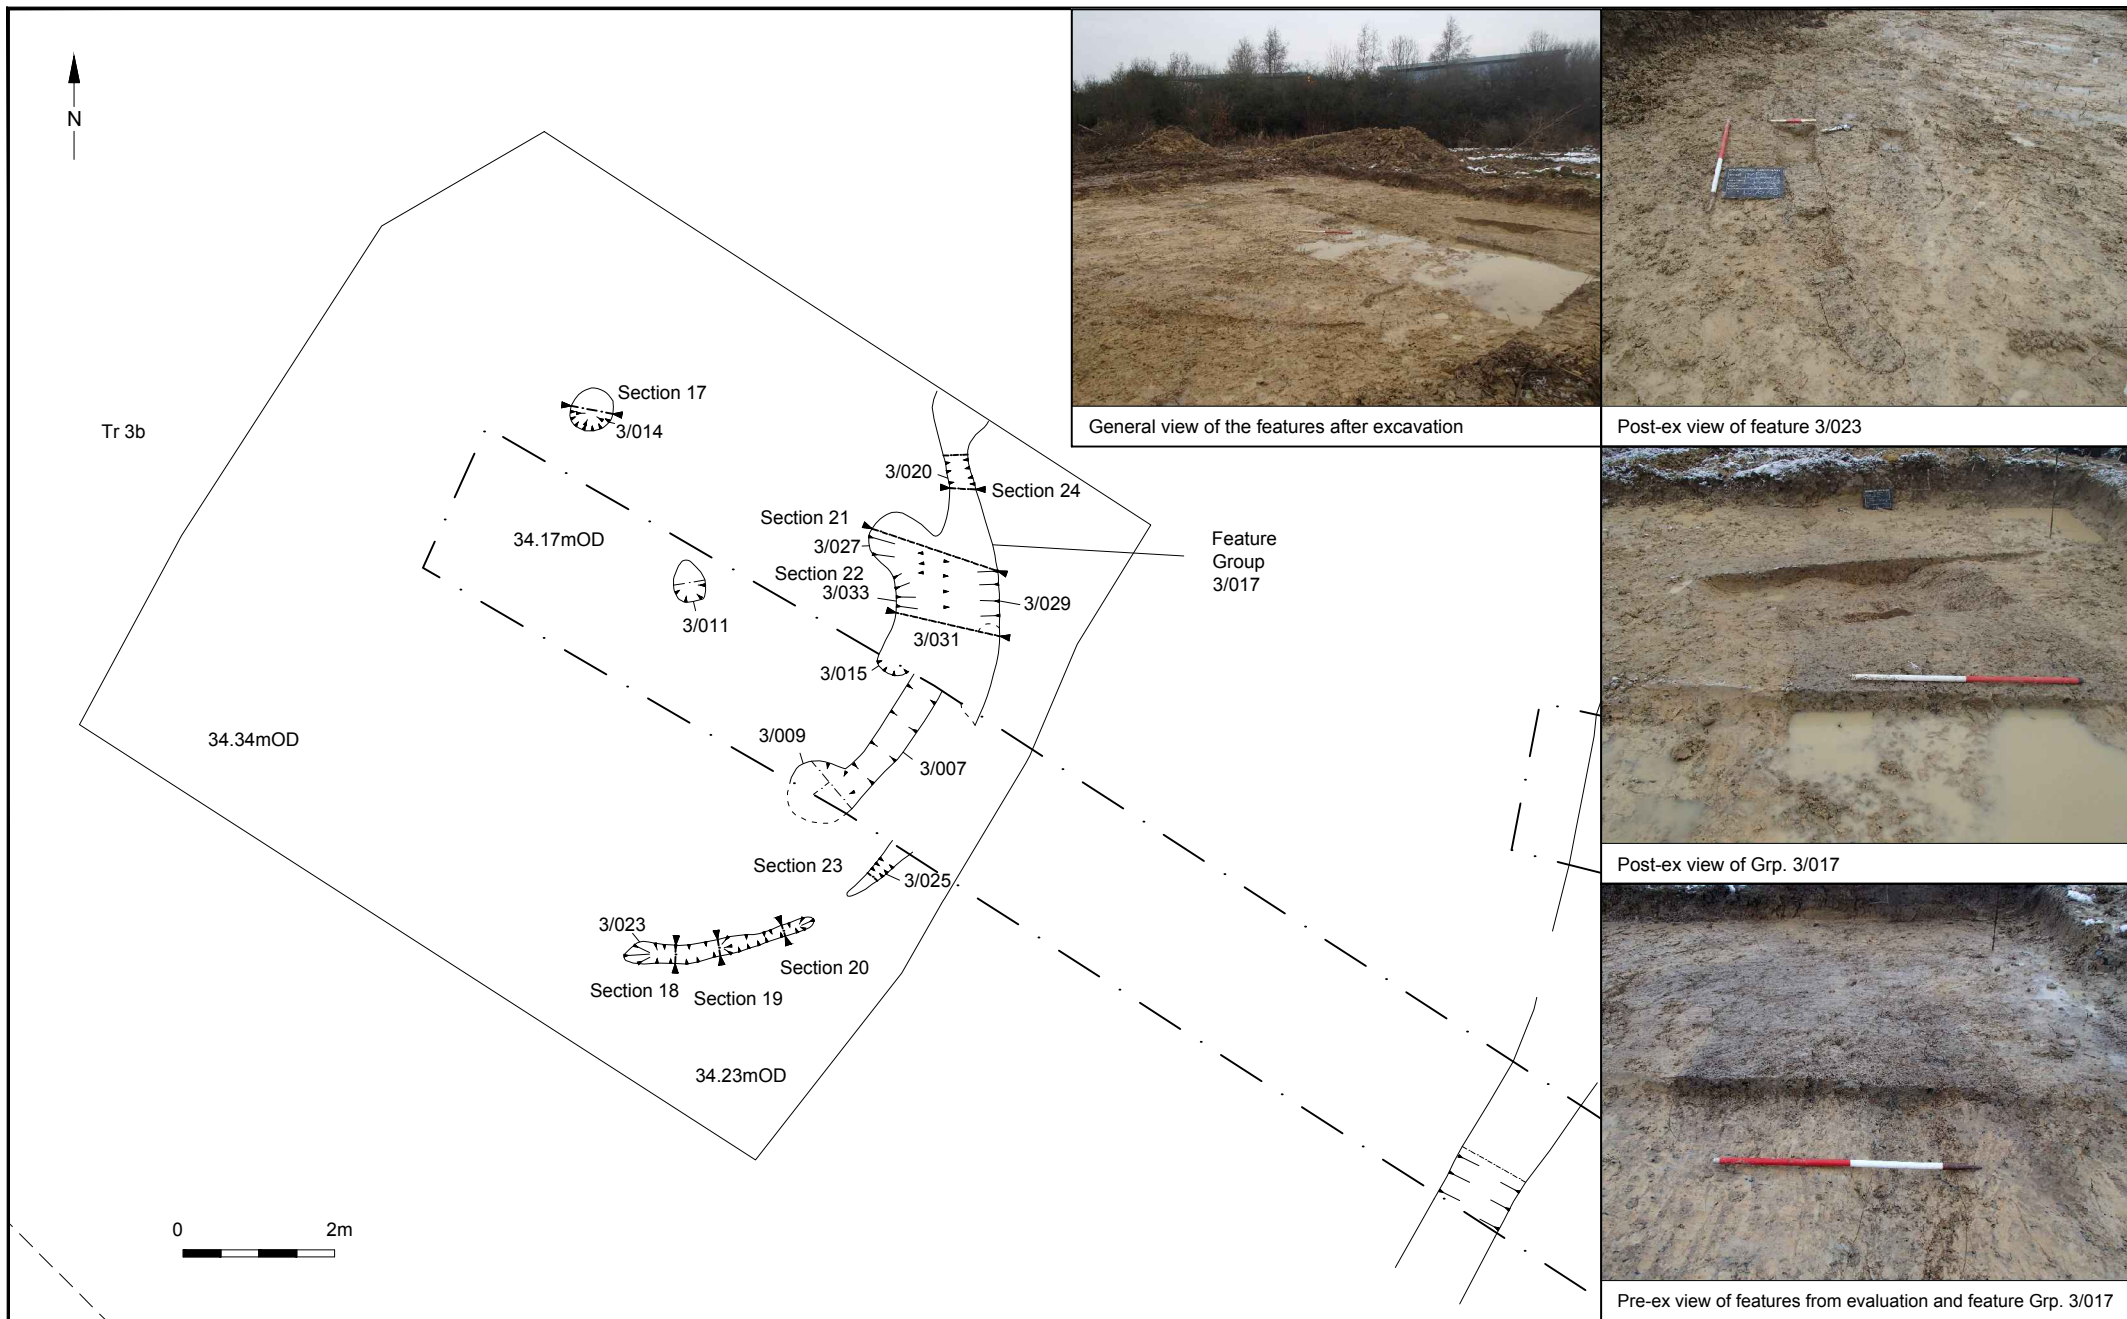 N
Tr 3b
Section 17
3/014
34.17mOD
3/011
3/020
Section 24
Section 21
3/027
Section 22
3/033
3/029
3/031
3/015
Feature
Group
3/017
34.34mOD
3/009
3/007
Section 23
3/025
3/023
Section 18
Section 19
Section 20
34.23mOD
0 2m
General view of the features after excavation
Post-ex view of feature 3/023
Post-ex view of Grp. 3/017
Pre-ex view of features from evaluation and feature Grp. 3/017